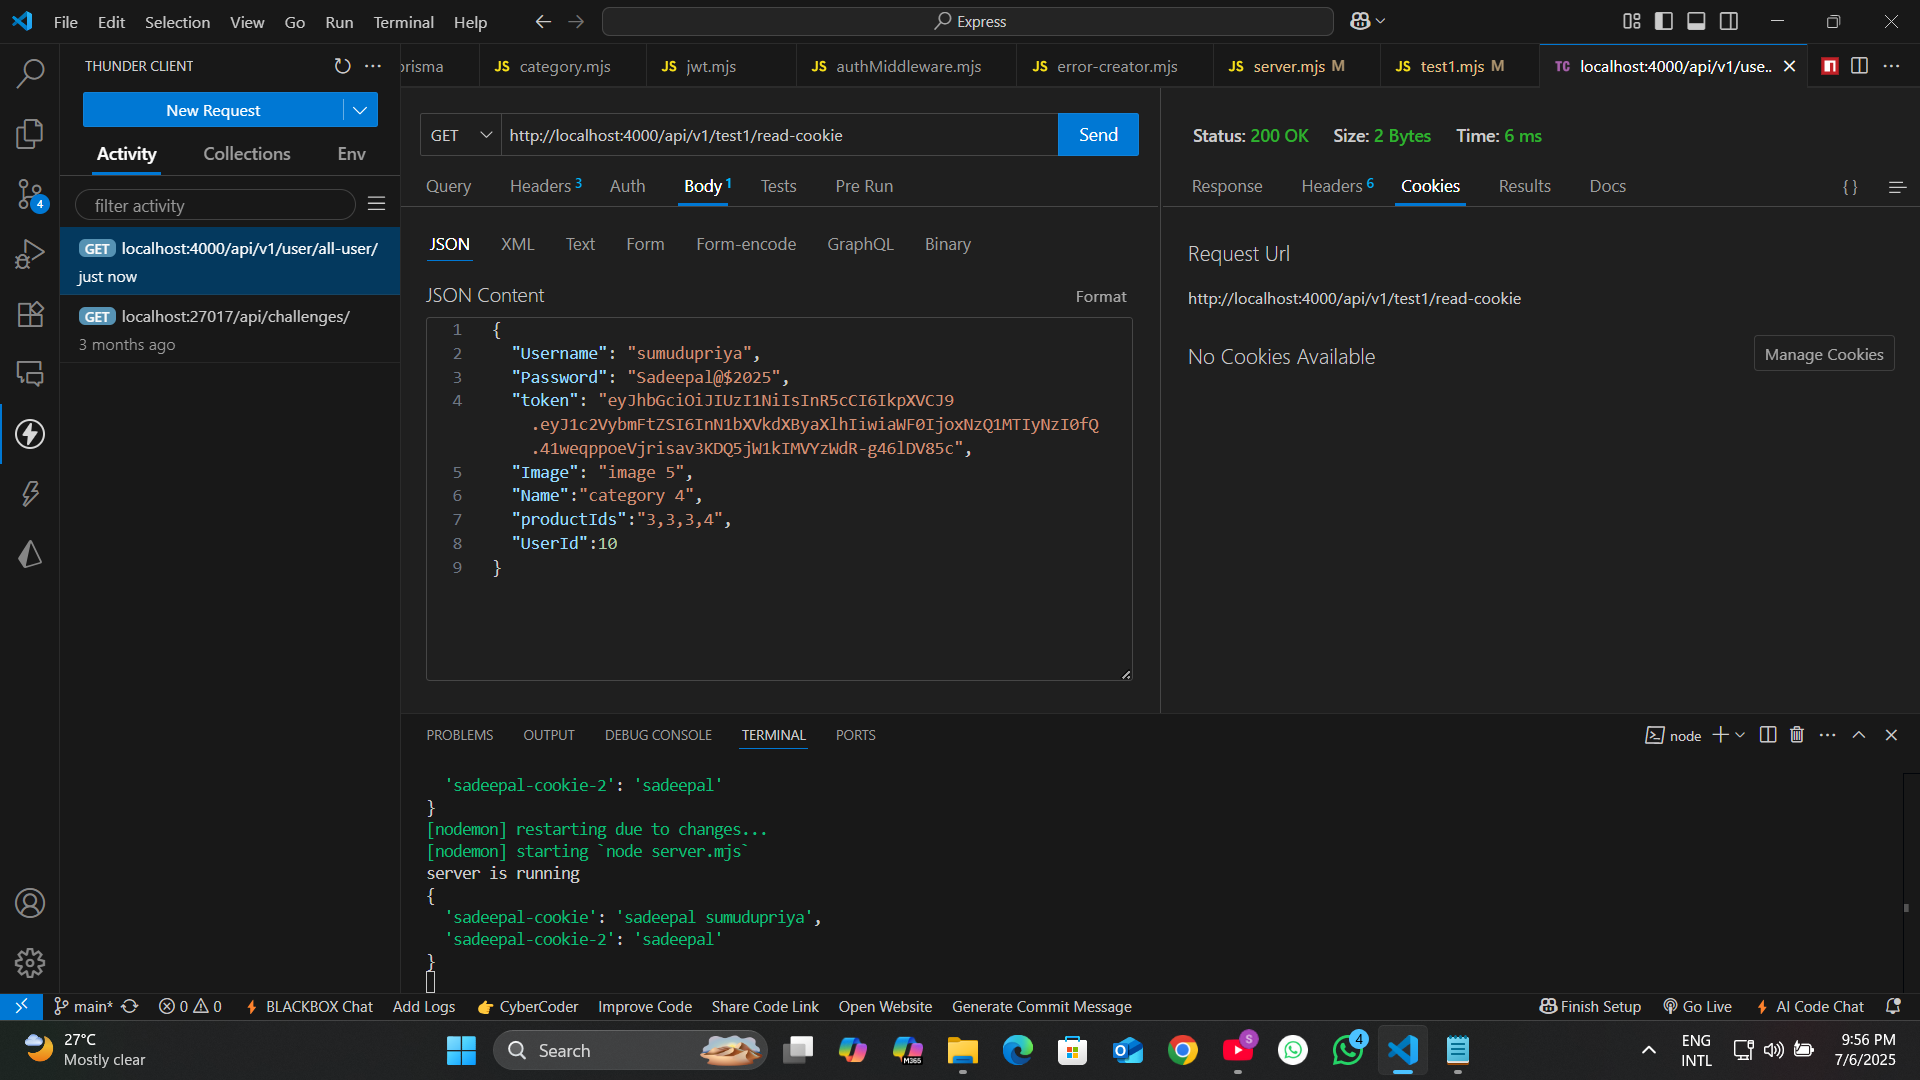 File Edit Selection View Go Run Terminal Help
Express
THUNDER CLIENT
New Request
Activity Collections Env
filter activity
GET localhost:4000/api/v1/user/all-user/
just now
GET localhost:27017/api/challenges/
3 months ago
4
orisma
JS category.mjs
JS jwt.mjs
JS authMiddleware.mjs
JS error-creator.mjs
JS server.mjs M
JS test1.mjs M
TC localhost:4000/api/v1/use..
GET http://localhost:4000/api/v1/test1/read-cookie Send
Query Headers 3 Auth Body 1 Tests Pre Run
JSON XML Text Form Form-encode GraphQL Binary
JSON Content
Format
1 {
2 "Username": "sumudupriya",
3 "Password": "Sadeepal@$2025",
4 "token": "eyJhbGciOiJIUzI1NiIsInR5cCI6IkpXVCJ9
.eyJ1c2VybmFtZSI6InN1bXVkdXByaXlhIiwiaWF0IjoxNzQ1MTIyNzI0fQ
.41weqppoeVjrisav3KDQ5jW1kIMVYzWdR-g46lDV85c",
5 "Image": "image 5",
6 "Name":"category 4",
7 "productIds":"3,3,3,4",
8 "UserId":10
9 }
Status: 200 OK Size: 2 Bytes Time: 6 ms
Response Headers 6 Cookies Results Docs {}
Request Url
http://localhost:4000/api/v1/test1/read-cookie
No Cookies Available
Manage Cookies
PROBLEMS OUTPUT DEBUG CONSOLE TERMINAL PORTS
node
'sadeepal-cookie-2': 'sadeepal'
}
[nodemon] restarting due to changes...
[nodemon] starting `node server.mjs`
server is running
{
'sadeepal-cookie': 'sadeepal sumudupriya',
'sadeepal-cookie-2': 'sadeepal'
}
main* 0 0 BLACKBOX Chat Add Logs CyberCoder Improve Code Share Code Link Open Website Generate Commit Message
Finish Setup Go Live AI Code Chat
27°C
Mostly clear
Search
M365
S
4
ENG
INTL
9:56 PM
7/6/2025